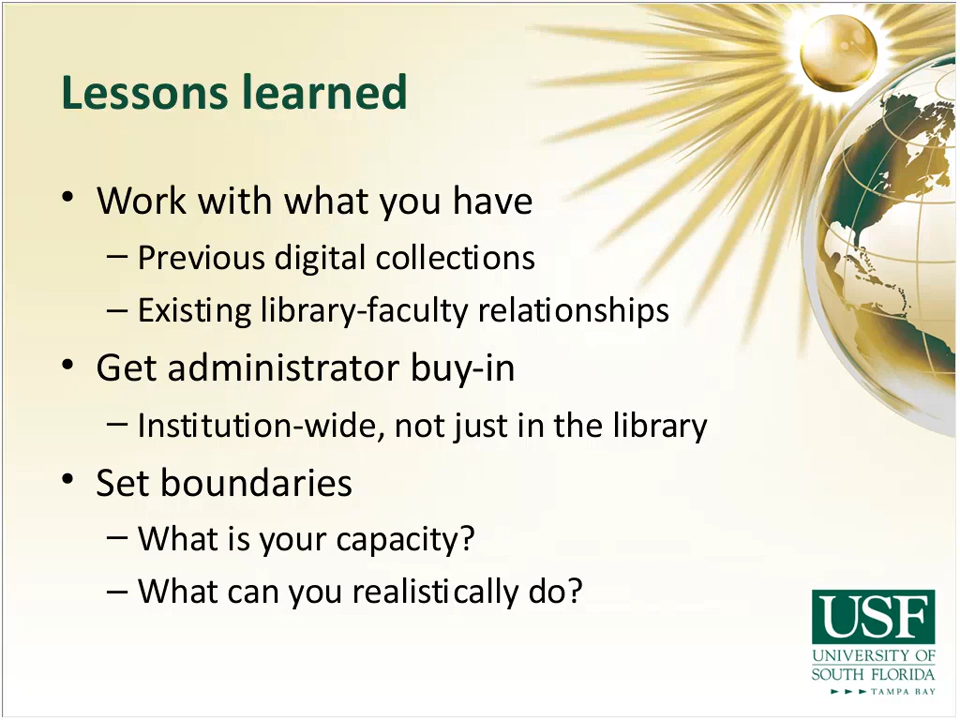 Lessons learned
• Work with what you have
– Previous digital collections
– Existing library-faculty relationships
• Get administrator buy-in
– Institution-wide, not just in the library
• Set boundaries
– What is your capacity?
– What can you realistically do?
USF
UNIVERSITY OF
SOUTH FLORIDA
►►► TAMPA BAY